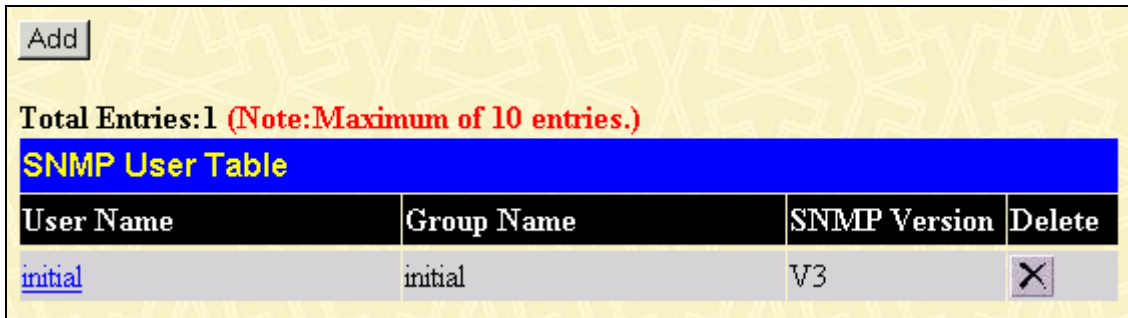 Add
Total Entries:1 (Note:Maximum of 10 entries.)
SNMP User Table
User Name Group Name SNMP Version Delete
initial initial V3